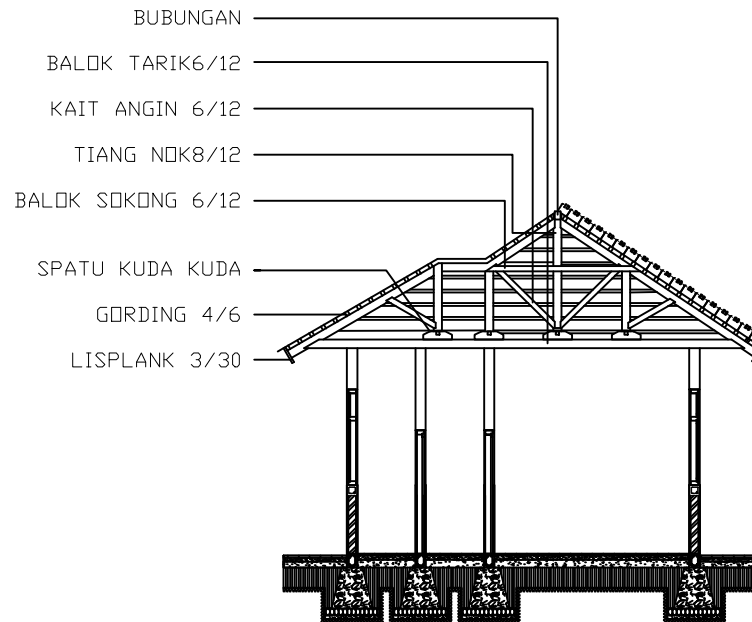 BUBUNGAN
BALOK TARIK6/12
KAIT ANGIN 6/12
TIANG NOK8/12
BALOK SOKONG 6/12
SPATU KUDA KUDA
GORDING 4/6
LISPLANK 3/30